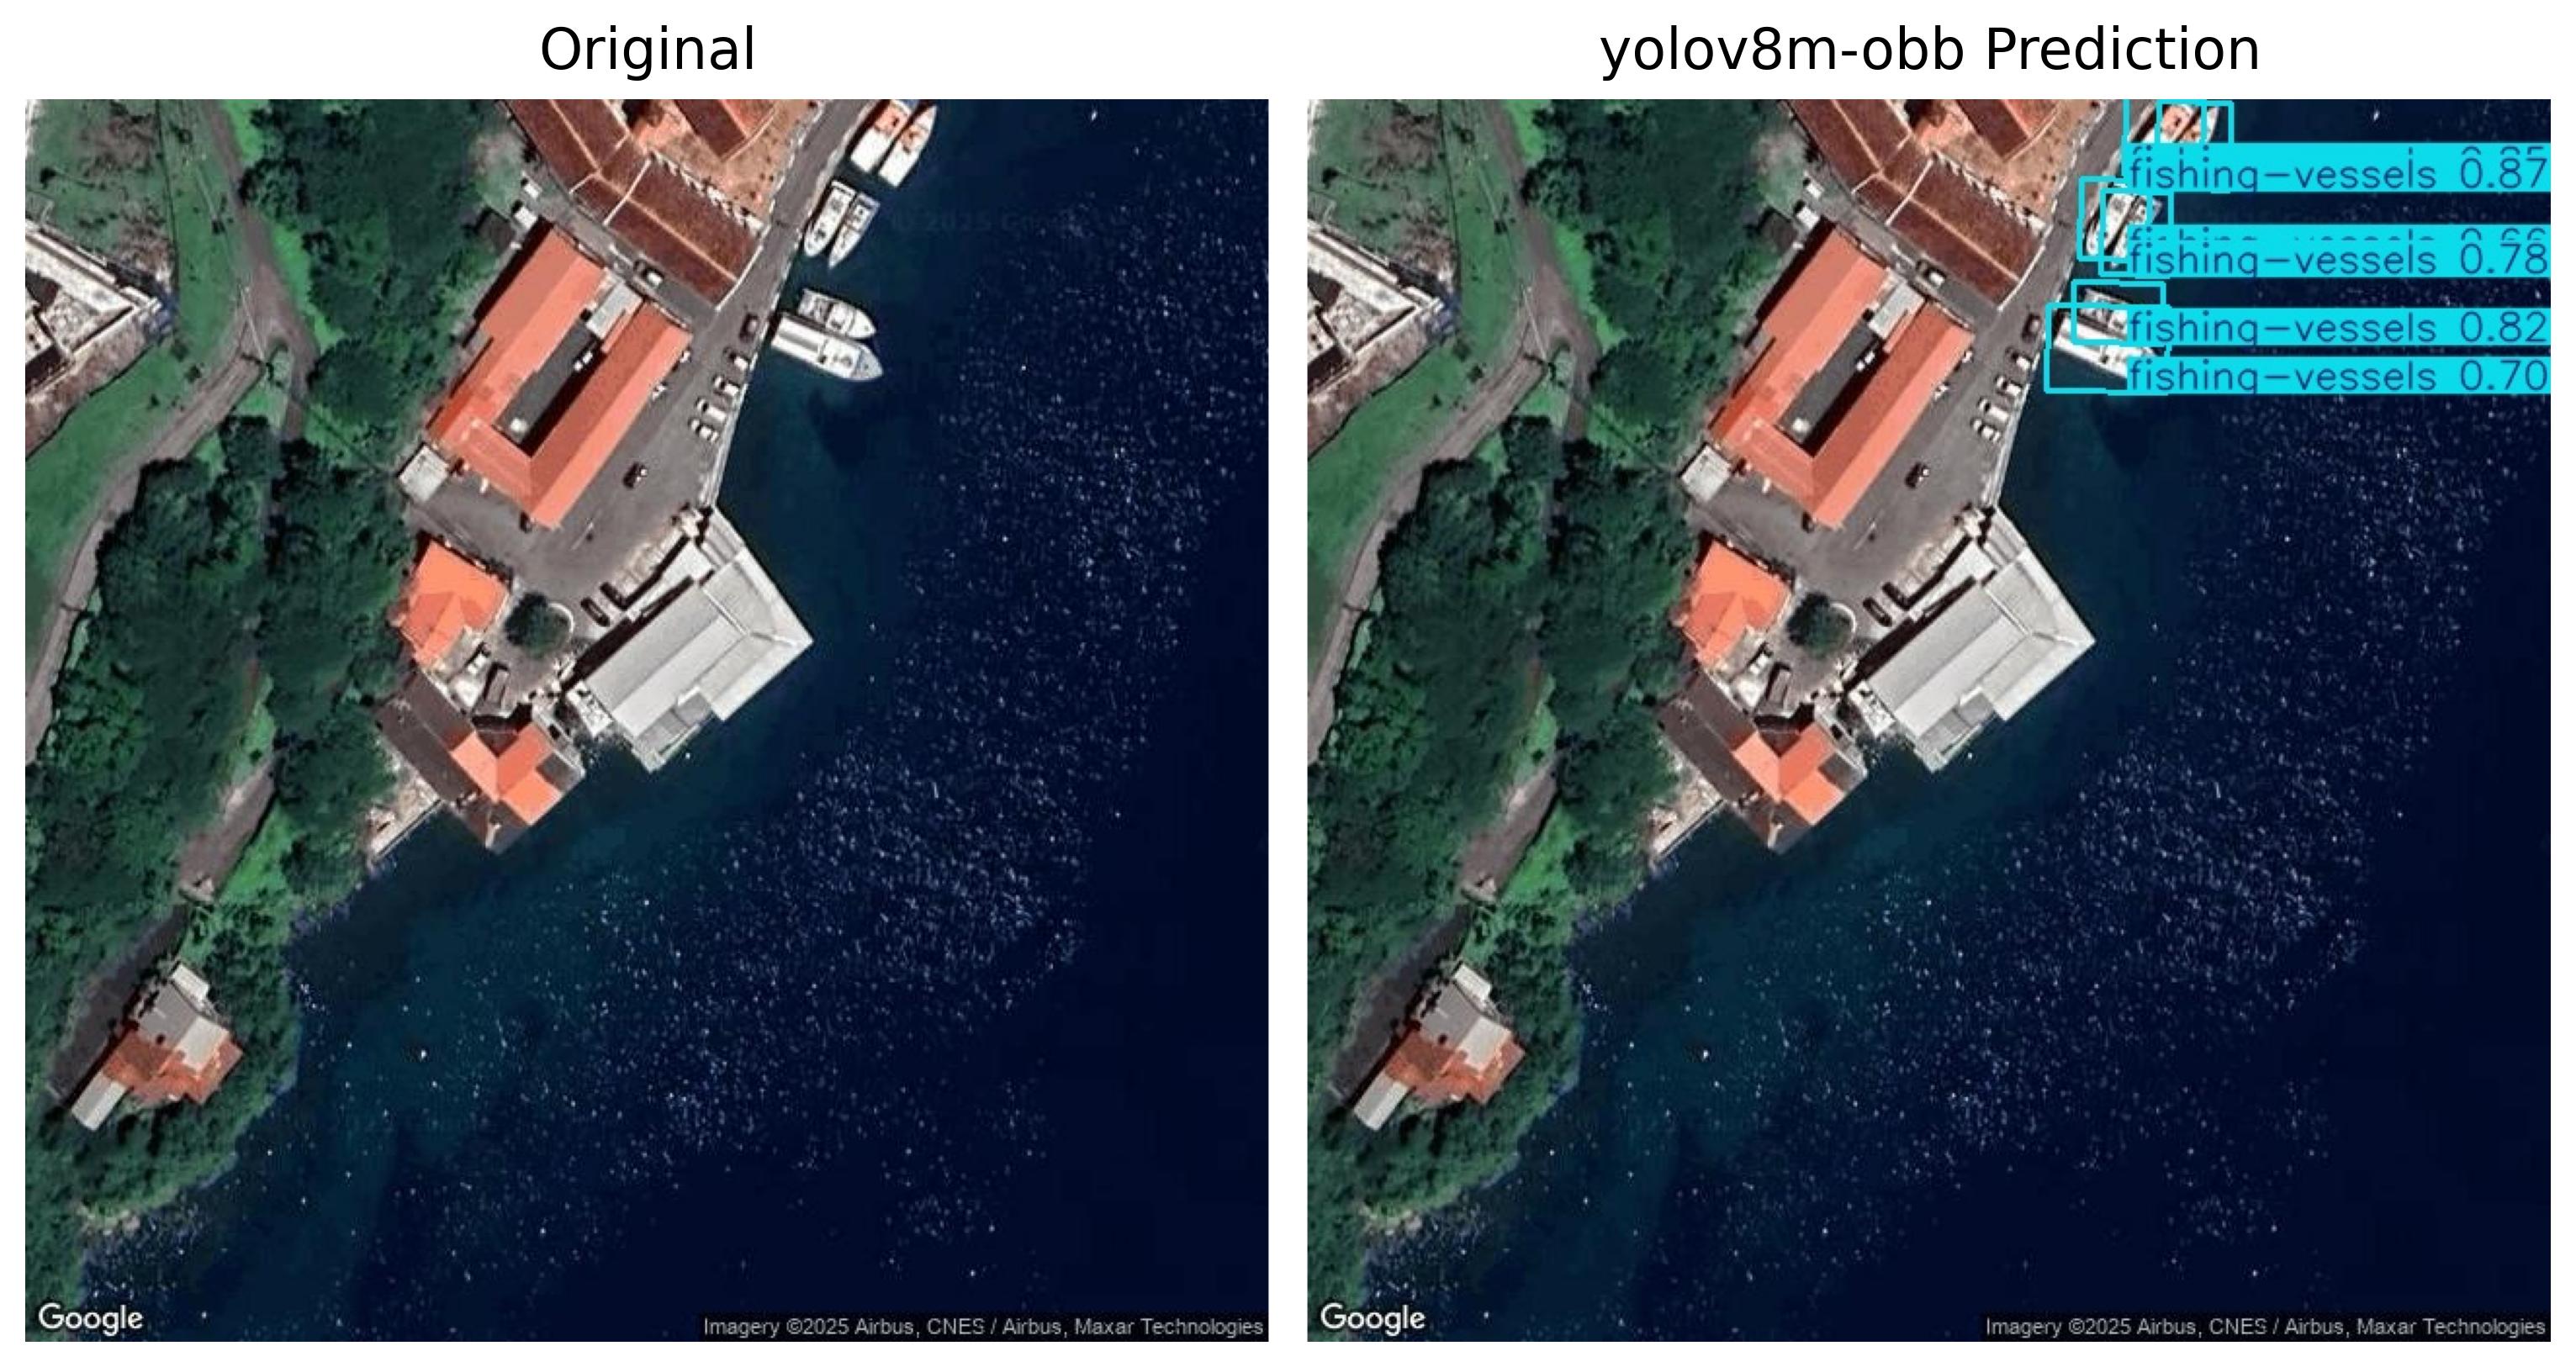 Original
yolov8m-obb Prediction
fishing-vessels 0.87
fishing-vessels 0.78
fishing-vessels 0.82
fishing-vessels 0.70
Google
Imagery ©2025 Airbus, CNES / Airbus, Maxar Technologies
Google
Imagery ©2025 Airbus, CNES / Airbus, Maxar Technologies